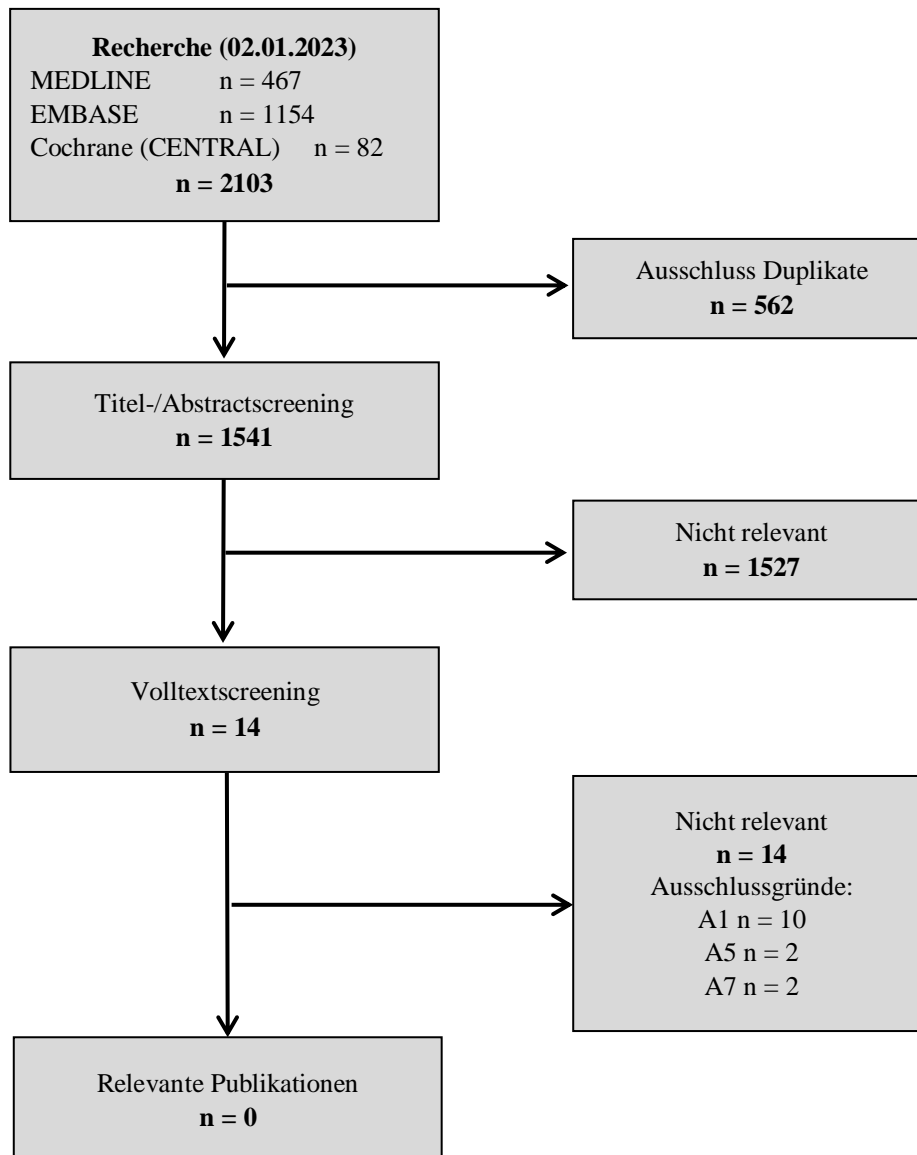 Recherche (02.01.2023)
MEDLINE n = 467
EMBASE n = 1154
Cochrane (CENTRAL) n = 82
n = 2103
Ausschluss Duplikate
n = 562
Titel-/Abstractscreening
n = 1541
Nicht relevant
n = 1527
Volltextscreening
n = 14
Nicht relevant
n = 14
Ausschlussgründe:
A1 n = 10
A5 n = 2
A7 n = 2
Relevante Publikationen
n = 0